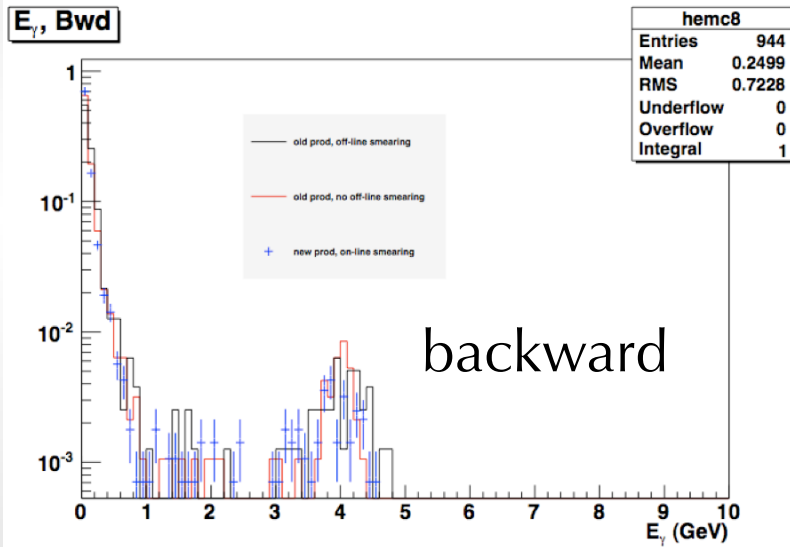 E_γ, Bwd
hemc8
Entries 944
Mean 0.2499
RMS 0.7228
Underflow 0
Overflow 0
Integral 1
1
10^-1
10^-2
10^-3
old prod, off-line smearing
old prod, no off-line smearing
new prod, on-line smearing
backward
0 1 2 3 4 5 6 7 8 9 10
E_γ (GeV)